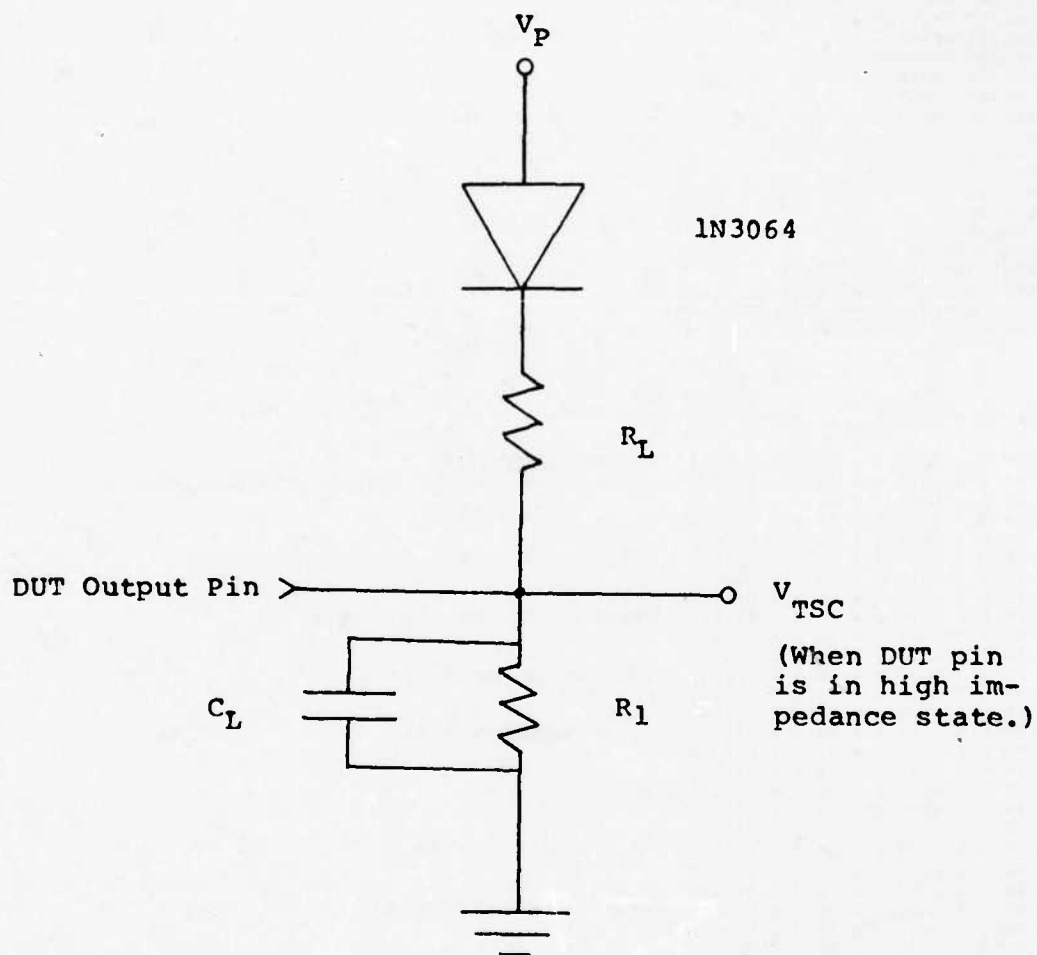 V_P
1N3064
R_L
DUT Output Pin
V_TSC
(When DUT pin
is in high im-
pedance state.)
C_L
R_1